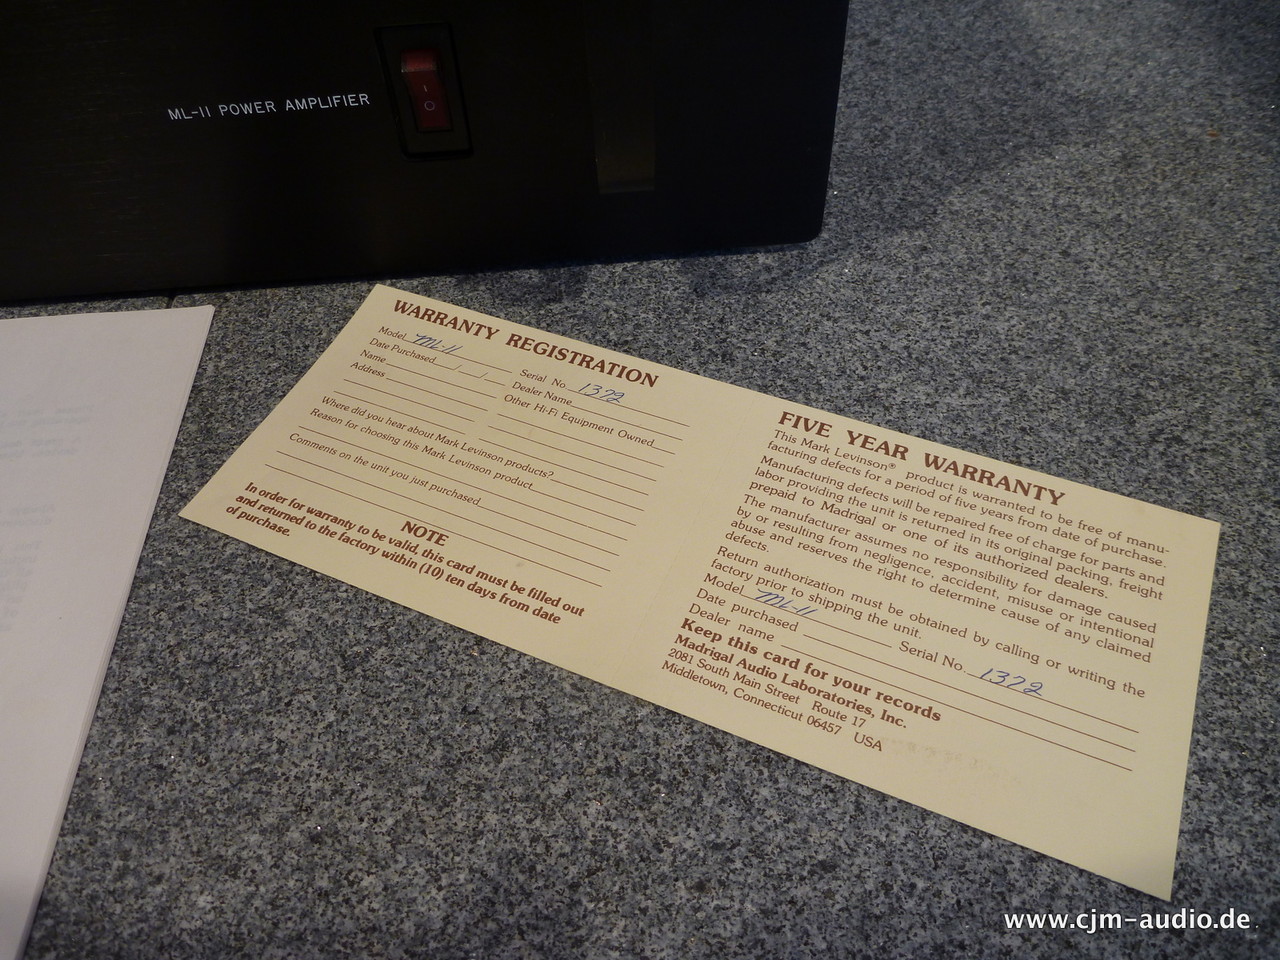 ML-II POWER AMPLIFIER
WARRANTY REGISTRATION
Model ML-11
Serial No. 1372
Date Purchased / /
Dealer Name
Name
Other Hi-Fi Equipment Owned
Address
Where did you hear about Mark Levinson products?
Reason for choosing this Mark Levinson product
Comments on the unit you just purchased
NOTE
In order for warranty to be valid, this card must be filled out
and returned to the factory within (10) ten days from date
of purchase.
FIVE YEAR WARRANTY
This Mark Levinson® product is warranted to be free of manu-
facturing defects for a period of five years from date of purchase.
Manufacturing defects will be repaired free of charge for parts and
labor providing the unit is returned in its original packing, freight
prepaid to Madrigal or one of its authorized dealers.
The manufacturer assumes no responsibility for damage caused
by or resulting from negligence, accident, misuse or intentional
abuse and reserves the right to determine cause of any claimed
defects.
Return authorization must be obtained by calling or writing the
factory prior to shipping the unit.
Model ML-11 Serial No. 1372
Date purchased
Dealer name
Keep this card for your records
Madrigal Audio Laboratories, Inc.
2081 South Main Street Route 17
Middletown, Connecticut 06457 USA
www.cjm-audio.de